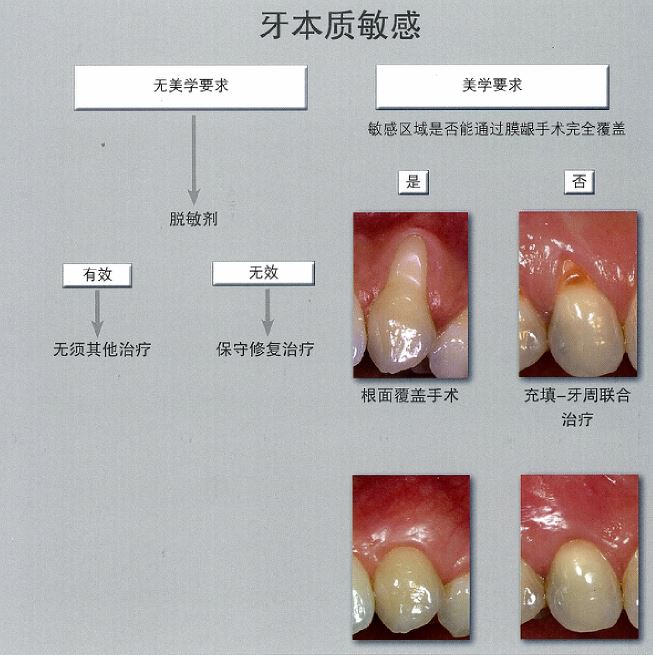 牙本质敏感
无美学要求
美学要求
敏感区域是否能通过膜龈手术完全覆盖
是
否
脱敏剂
有效
无效
无须其他治疗
保守修复治疗
根面覆盖手术
充填–牙周联合
治疗